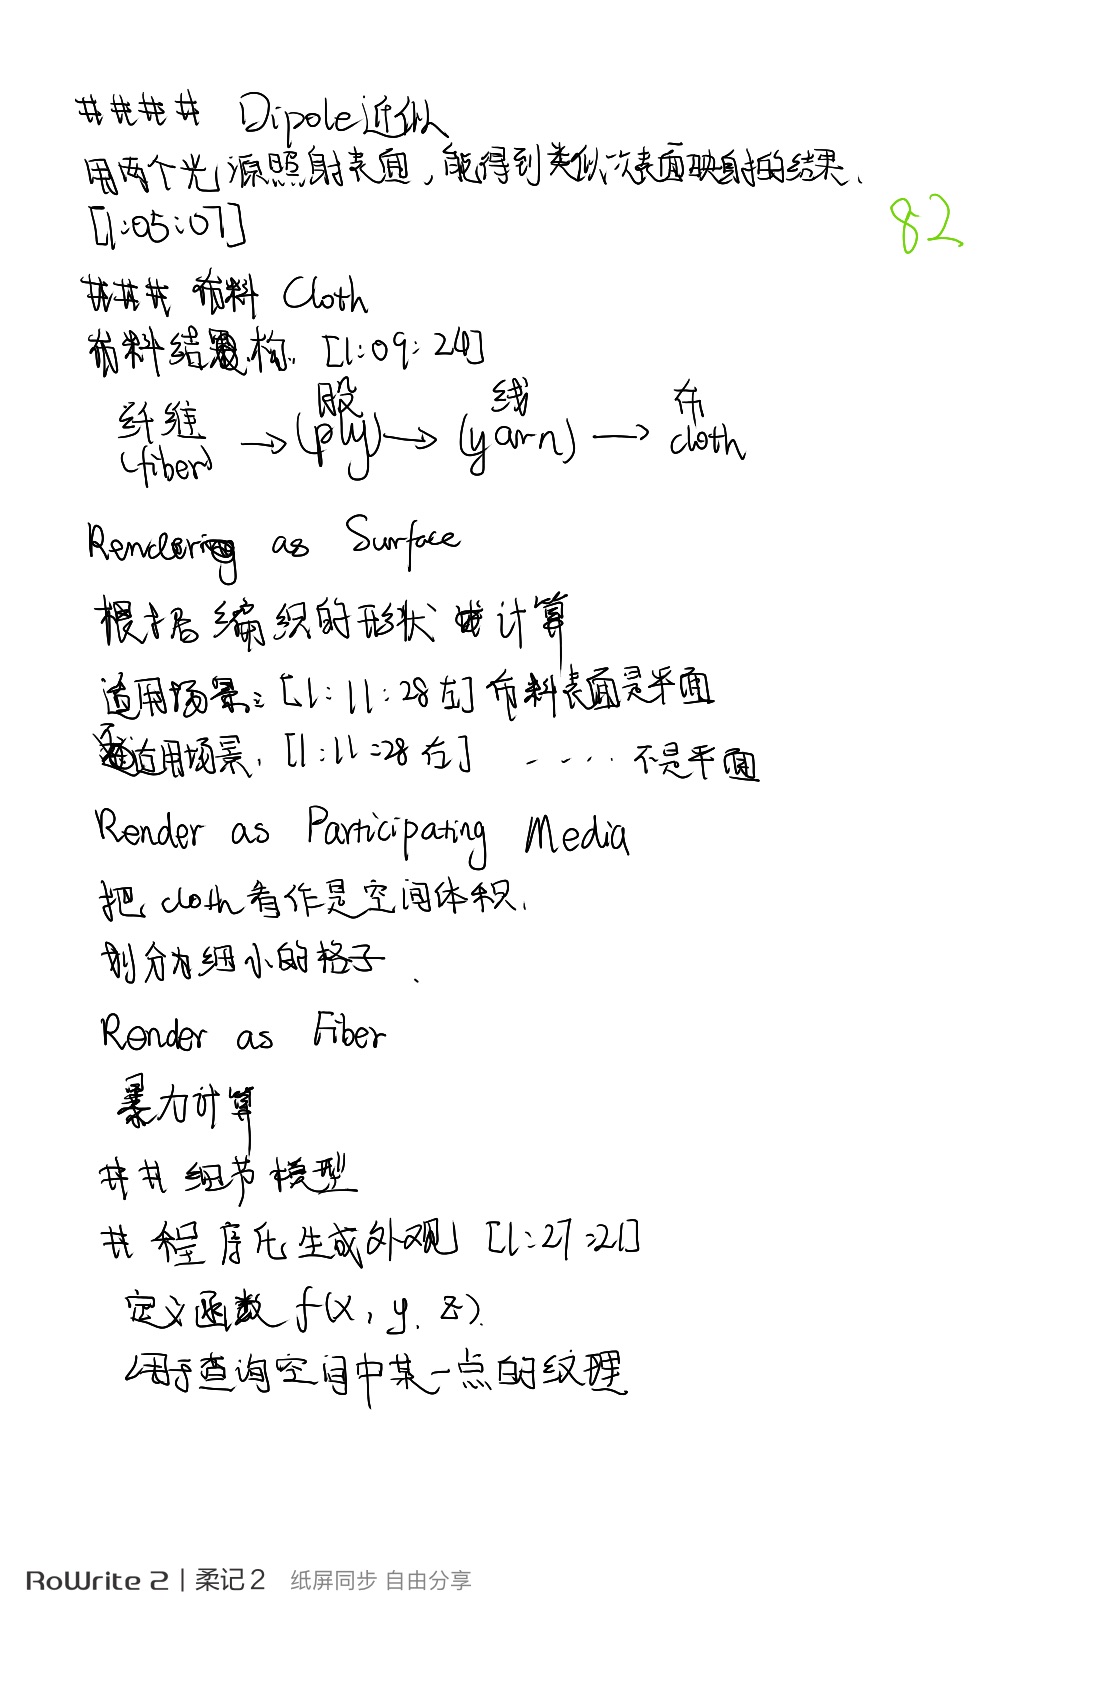 #### Dipole近似
用两个光源照射表面,能得到类似次表面映射的结果、
[1:05:07]
82
### 布料 Cloth
布料结构. [1:09:24]
纤维 (fiber) → 股 (ply) → 线 (yarn) → 布 cloth
Rendering as Surface
根据编织的形状 计算
适用场景: [1:11:28左] 布料表面是平面
不适用场景. [1:11:28右] ..... 不是平面
Render as Participating Media
把 cloth看作是空间体积.
划分为细小的格子.
Render as Fiber
暴力计算
## 细节模型
# 程序化生成外观 [1:27:21]
定义函数 f(x, y, z).
用于查询空间中某一点的纹理
RoWrite 2 | 柔记 2 纸屏同步 自由分享